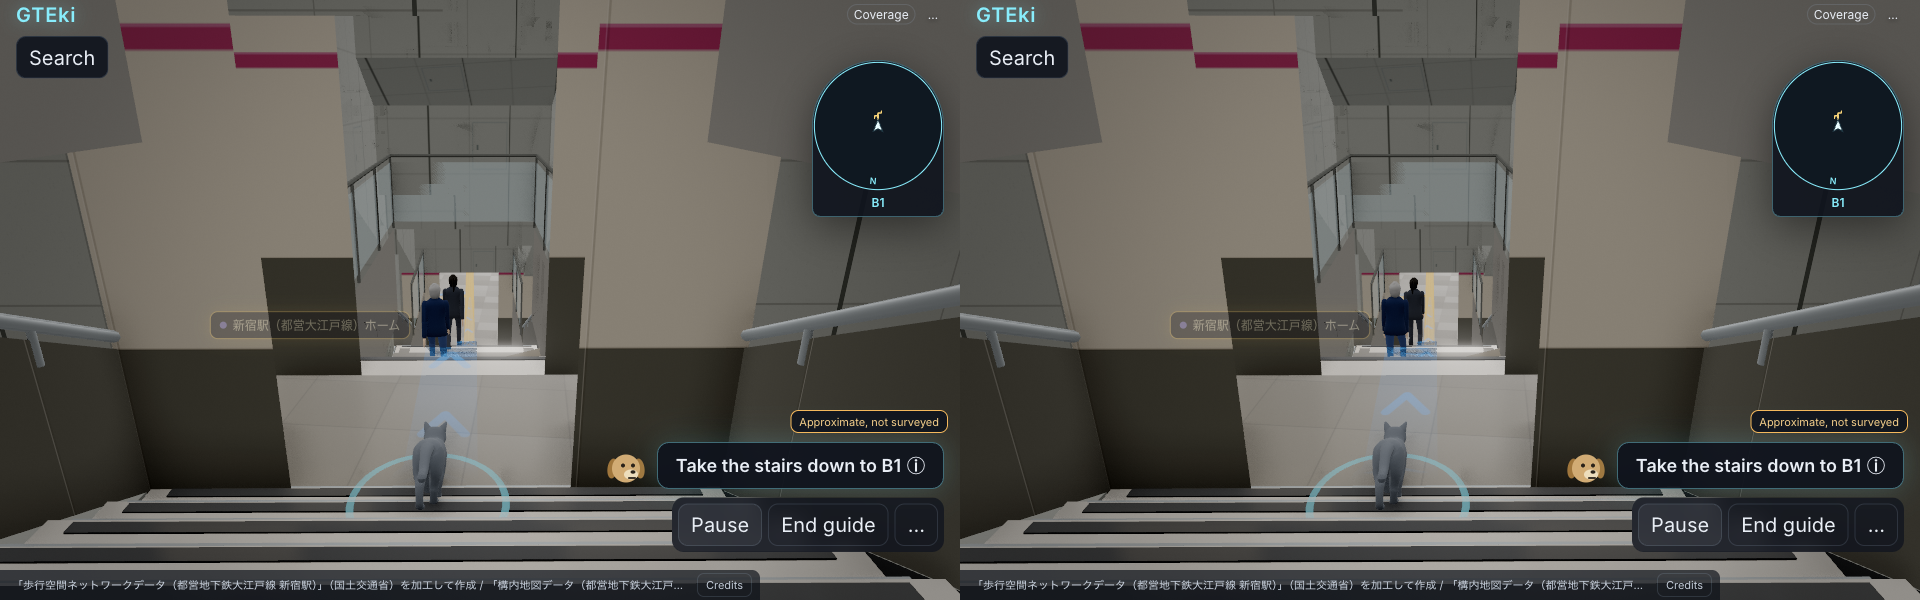 GTEki
Coverage
...
Search
N
B1
新宿駅（都営大江戸線）ホーム
Approximate, not surveyed
Take the stairs down to B1 ⓘ
Pause
End guide
...
「歩行空間ネットワークデータ（都営地下鉄大江戸線 新宿駅）」（国土交通省）を加工して作成 / 「構内地図データ（都営地下鉄大江戸...
Credits
GTEki
Coverage
...
Search
N
B1
新宿駅（都営大江戸線）ホーム
Approximate, not surveyed
Take the stairs down to B1 ⓘ
Pause
End guide
...
「歩行空間ネットワークデータ（都営地下鉄大江戸線 新宿駅）」（国土交通省）を加工して作成 / 「構内地図データ（都営地下鉄大江戸...
Credits